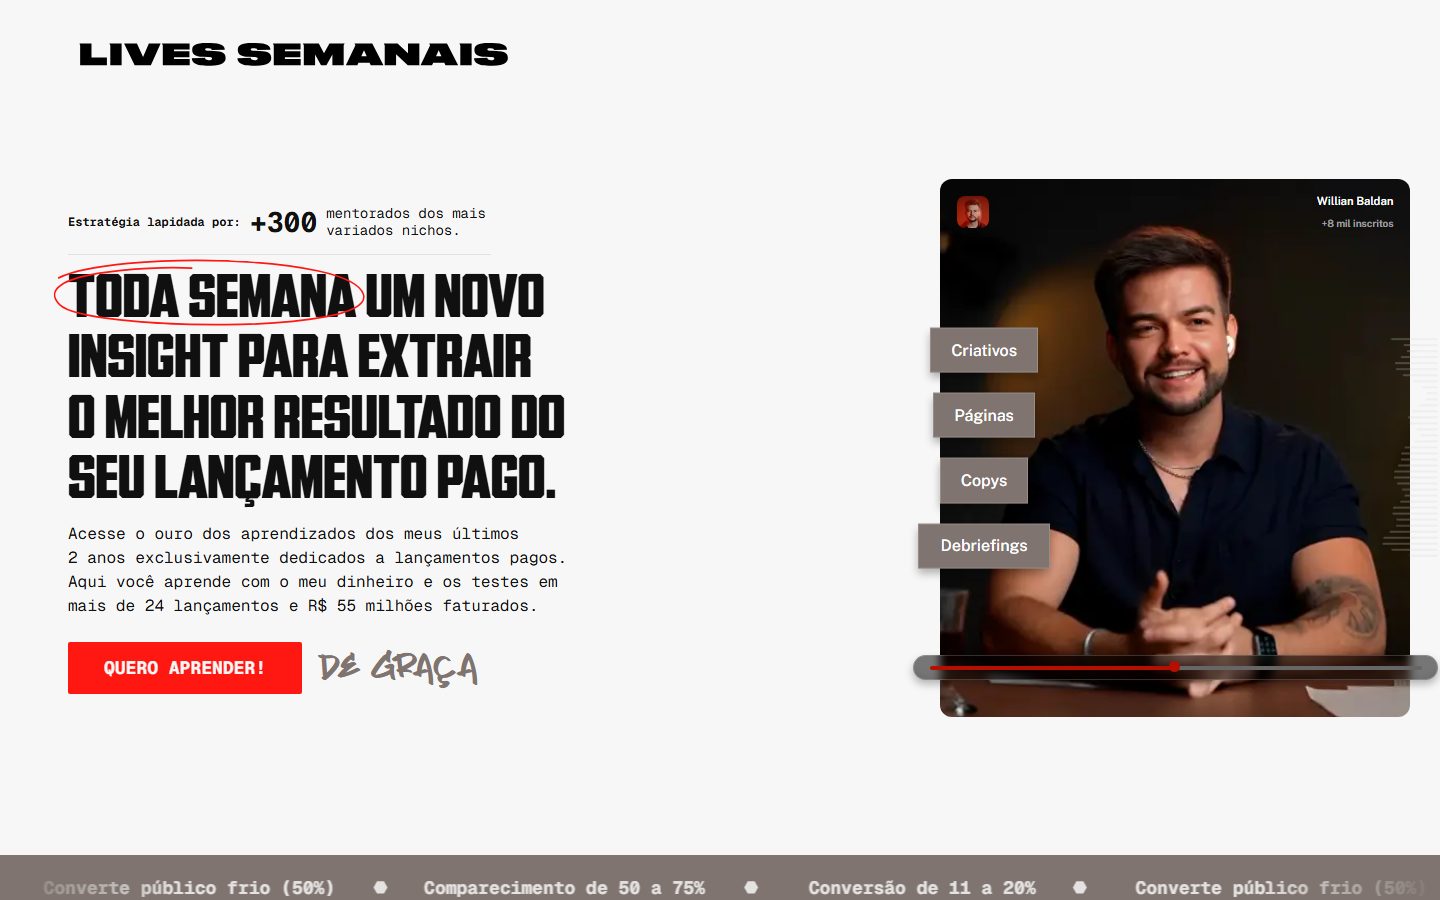 LIVES SEMANAIS
Estratégia lapidada por: +300 mentorados dos mais
variados nichos.
TODA SEMANA UM NOVO
INSIGHT PARA EXTRAIR
O MELHOR RESULTADO DO
SEU LANÇAMENTO PAGO.
Acesse o ouro dos aprendizados dos meus últimos
2 anos exclusivamente dedicados a lançamentos pagos.
Aqui você aprende com o meu dinheiro e os testes em
mais de 24 lançamentos e R$ 55 milhões faturados.
QUERO APRENDER! DE GRAÇA
Willian Baldan
+8 mil inscritos
Criativos
Páginas
Copys
Debriefings
Converte público frio (50%) Comparecimento de 50 a 75% Conversão de 11 a 20% Converte público frio (50%)